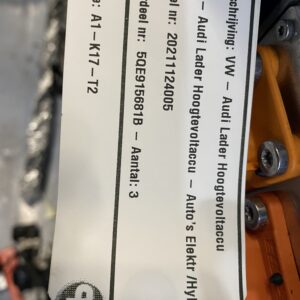 schrijving: VW – Audi Lader Hoogtevoltaccu
– Audi Lader Hoogtevoltaccu – Auto's Elektr /Hy
el nr: 20211124005
rdeel nr: 5QE915681B – Aantal: 3
: A1-K17-T2